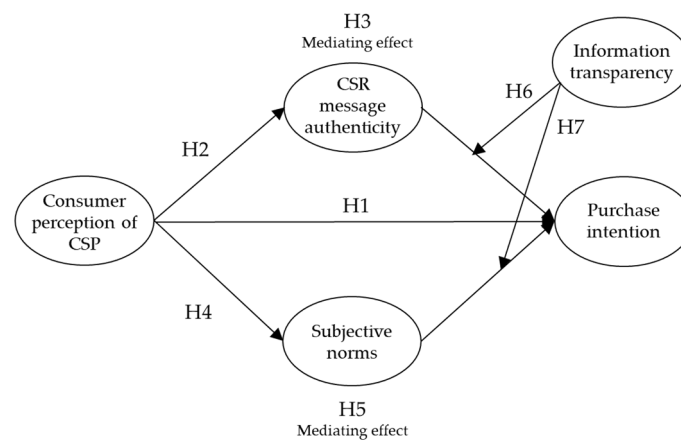 H3
Mediating effect
CSR
message
authenticity
Information
transparency
H6
H7
H2
Consumer
perception of
CSP
H1
Purchase
intention
H4
Subjective
norms
H5
Mediating effect